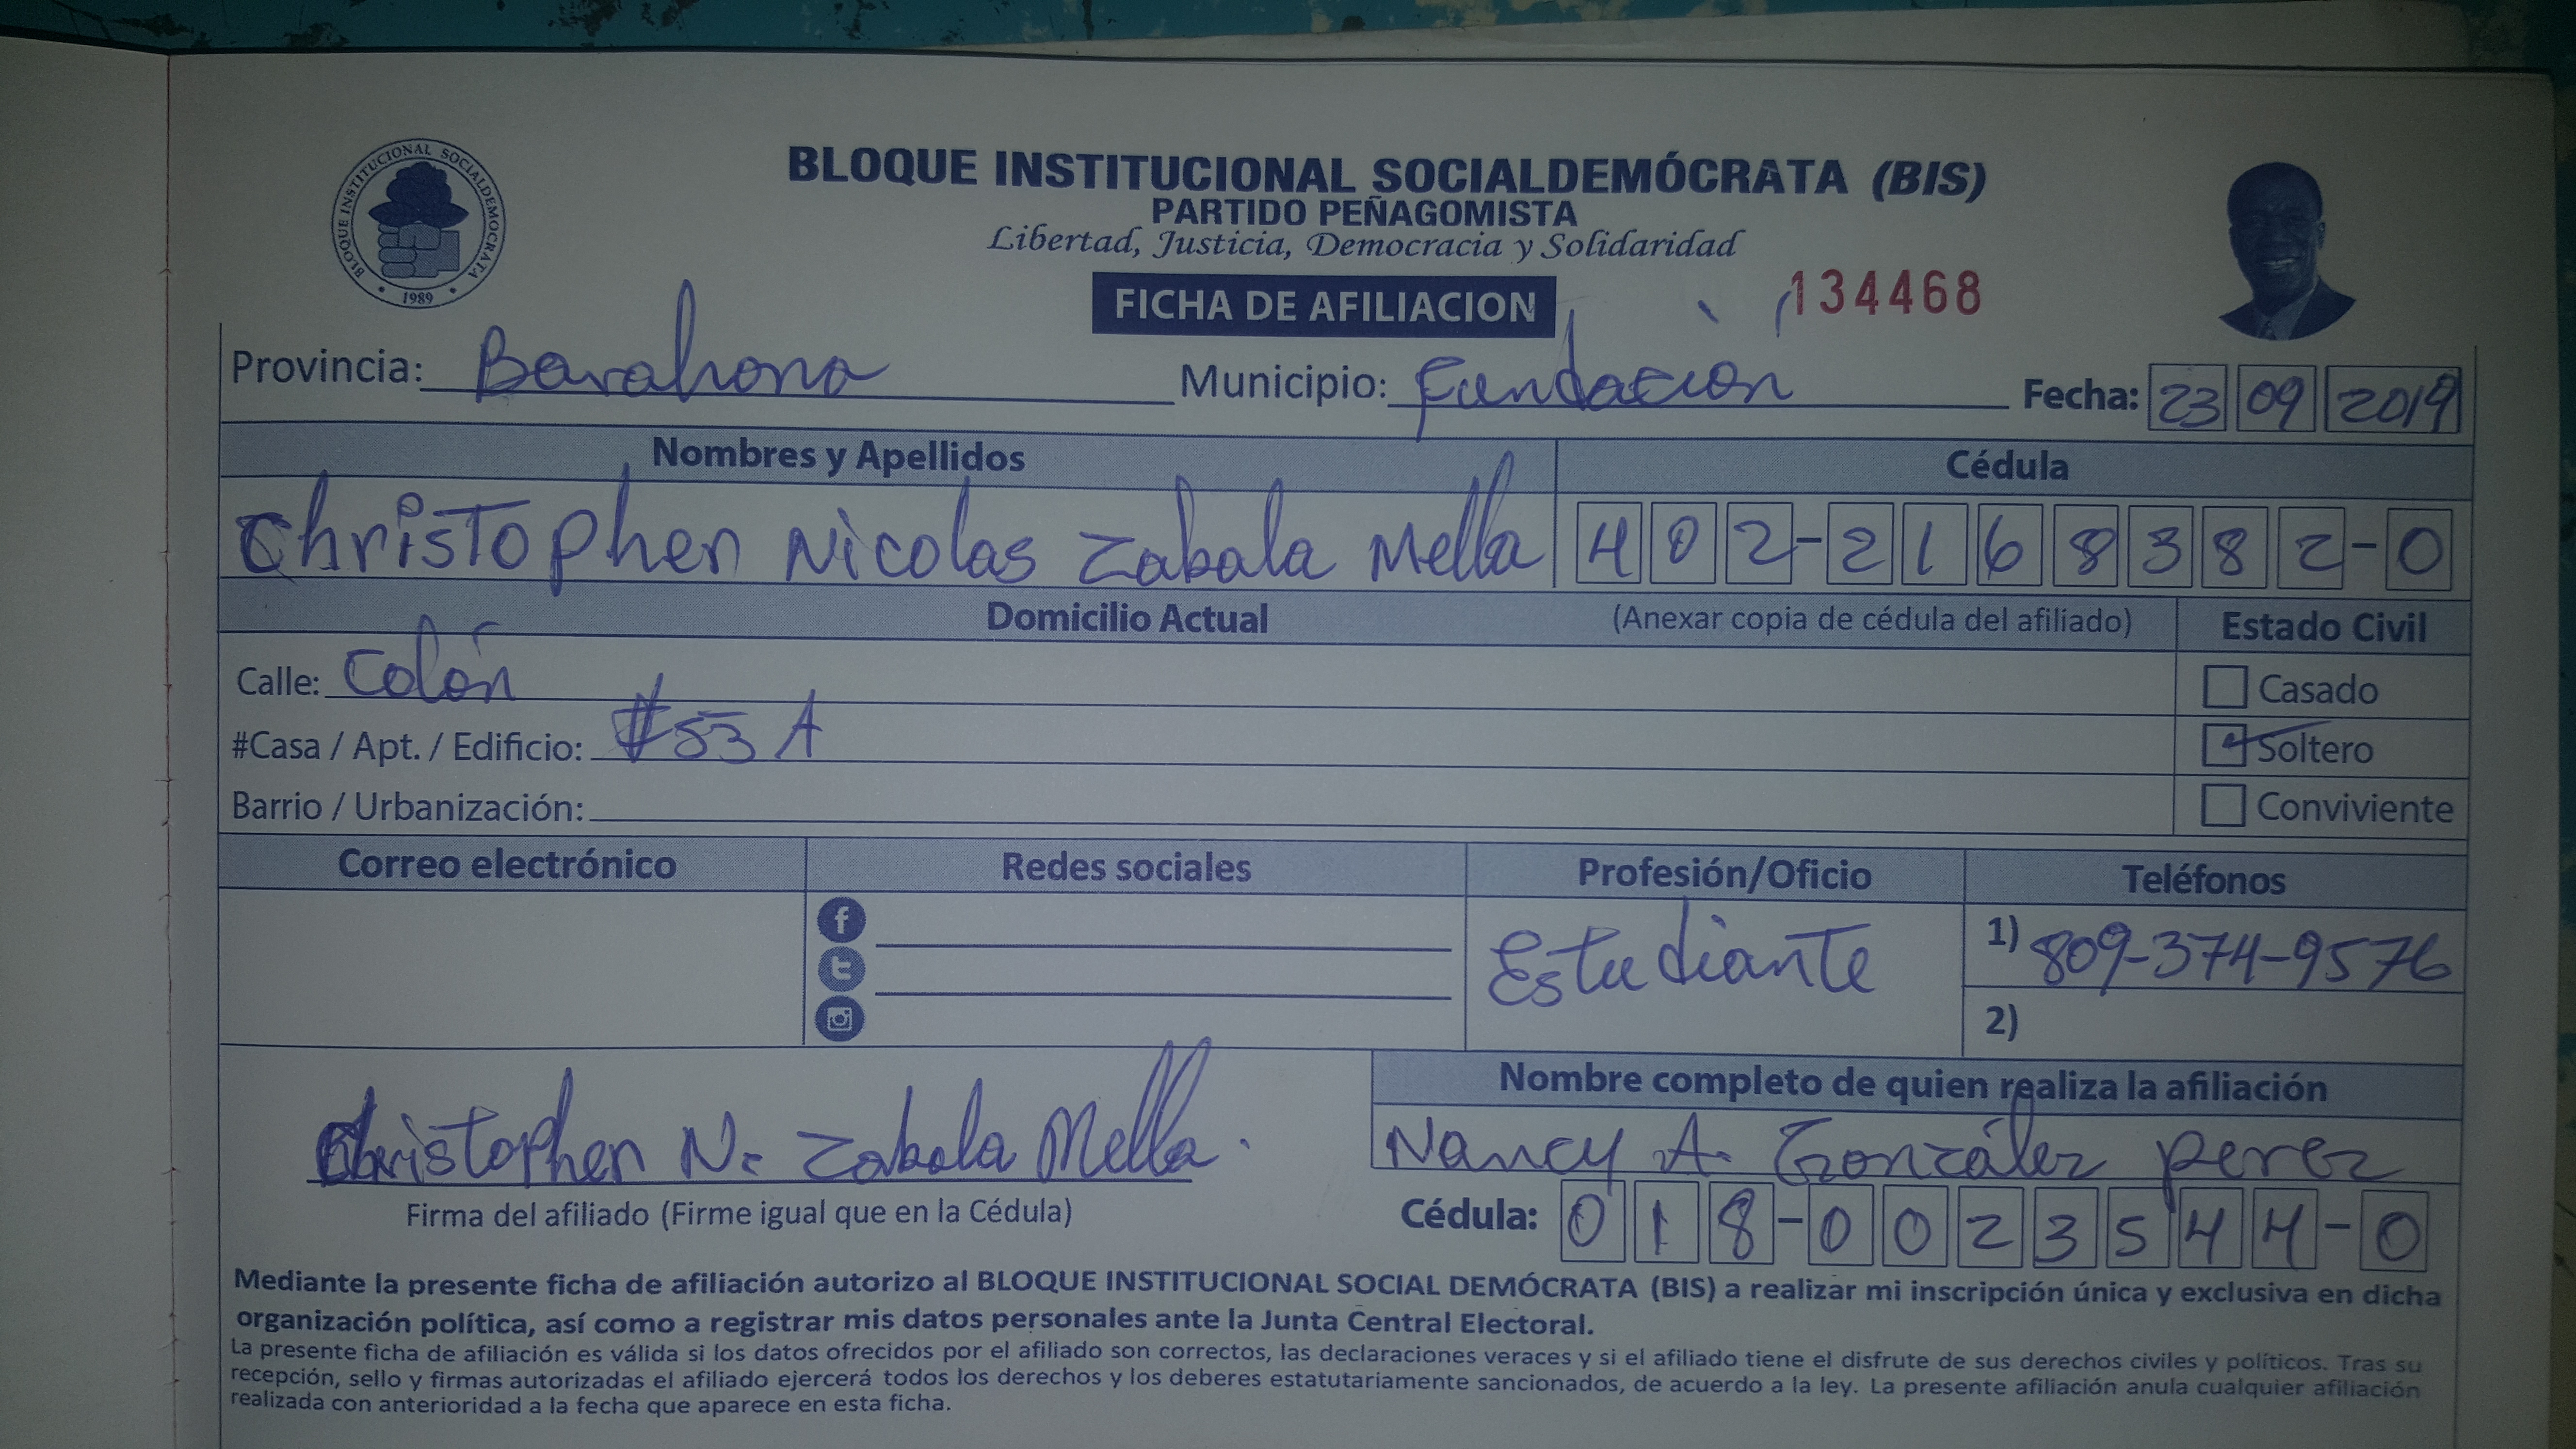 BLOQUE INSTITUCIONAL SOCIALDEMOCRATA
1989
BLOQUE INSTITUCIONAL SOCIALDEMÓCRATA (BIS)
PARTIDO PEÑAGOMISTA
Libertad, Justicia, Democracia y Solidaridad
FICHA DE AFILIACION 134468
Provincia: Barahona Municipio: Fundación Fecha: 23 09 2019
Nombres y Apellidos Cédula
Christopher Nicolas Zabala Mella 402-2168382-0
Domicilio Actual (Anexar copia de cédula del afiliado) Estado Civil
Calle: Colón Casado
#Casa / Apt. / Edificio: #53 A Soltero
Barrio / Urbanización: Conviviente
Correo electrónico Redes sociales Profesión/Oficio Teléfonos
Estudiante 1) 809-374-9576
2)
Nombre completo de quien realiza la afiliación
Christopher N. Zabala Mella. Nancy A. González perez
Firma del afiliado (Firme igual que en la Cédula) Cédula: 018-0023544-0
Mediante la presente ficha de afiliación autorizo al BLOQUE INSTITUCIONAL SOCIAL DEMÓCRATA (BIS) a realizar mi inscripción única y exclusiva en dicha
organización política, así como a registrar mis datos personales ante la Junta Central Electoral.
La presente ficha de afiliación es válida si los datos ofrecidos por el afiliado son correctos, las declaraciones veraces y si el afiliado tiene el disfrute de sus derechos civiles y políticos. Tras su
recepción, sello y firmas autorizadas el afiliado ejercerá todos los derechos y los deberes estatutariamente sancionados, de acuerdo a la ley. La presente afiliación anula cualquier afiliación
realizada con anterioridad a la fecha que aparece en esta ficha.